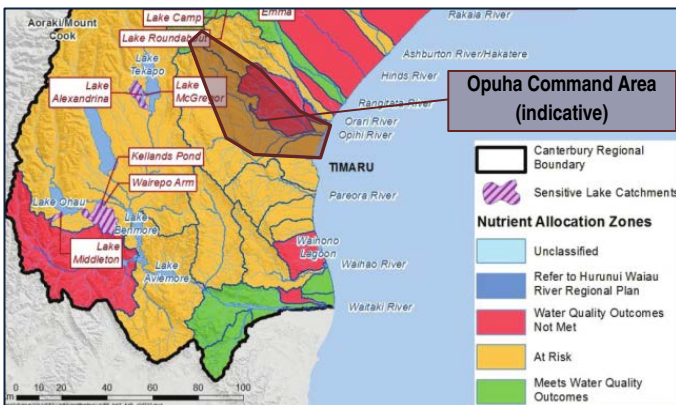 Aoraki/Mount
Cook
Lake Camp
Emma
Lake Roundabout
Rakaia River
Lake
Tekapo
Lake
Alexandrina
Lake
McGregor
Ashburton River/Hakatere
Hinds River
Rangitata River
Orari River
Opihi River
Opuha Command Area
(indicative)
TIMARU
Kellands Pond
Wairepo Arm
Pareora River
Lake Ohau
Lake
Benmore
Lake
Middleton
Wainono
Lagoon
Waihao River
Lake
Aviemore
Waitaki River
0 10 20 40 60 80 100
Canterbury Regional
Boundary
Sensitive Lake Catchments
Nutrient Allocation Zones
Unclassified
Refer to Hurunui Waiau
River Regional Plan
Water Quality Outcomes
Not Met
At Risk
Meets Water Quality
Outcomes